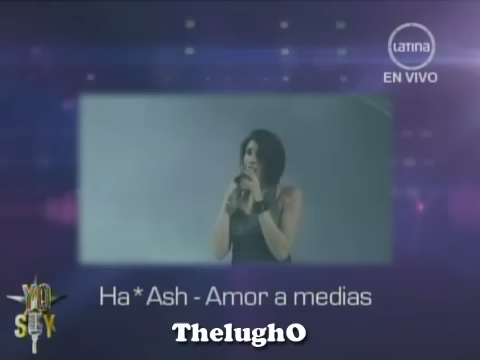 LATINA
EN VIVO
Ha*Ash - Amor a medias
YO
SOY
ThelughO